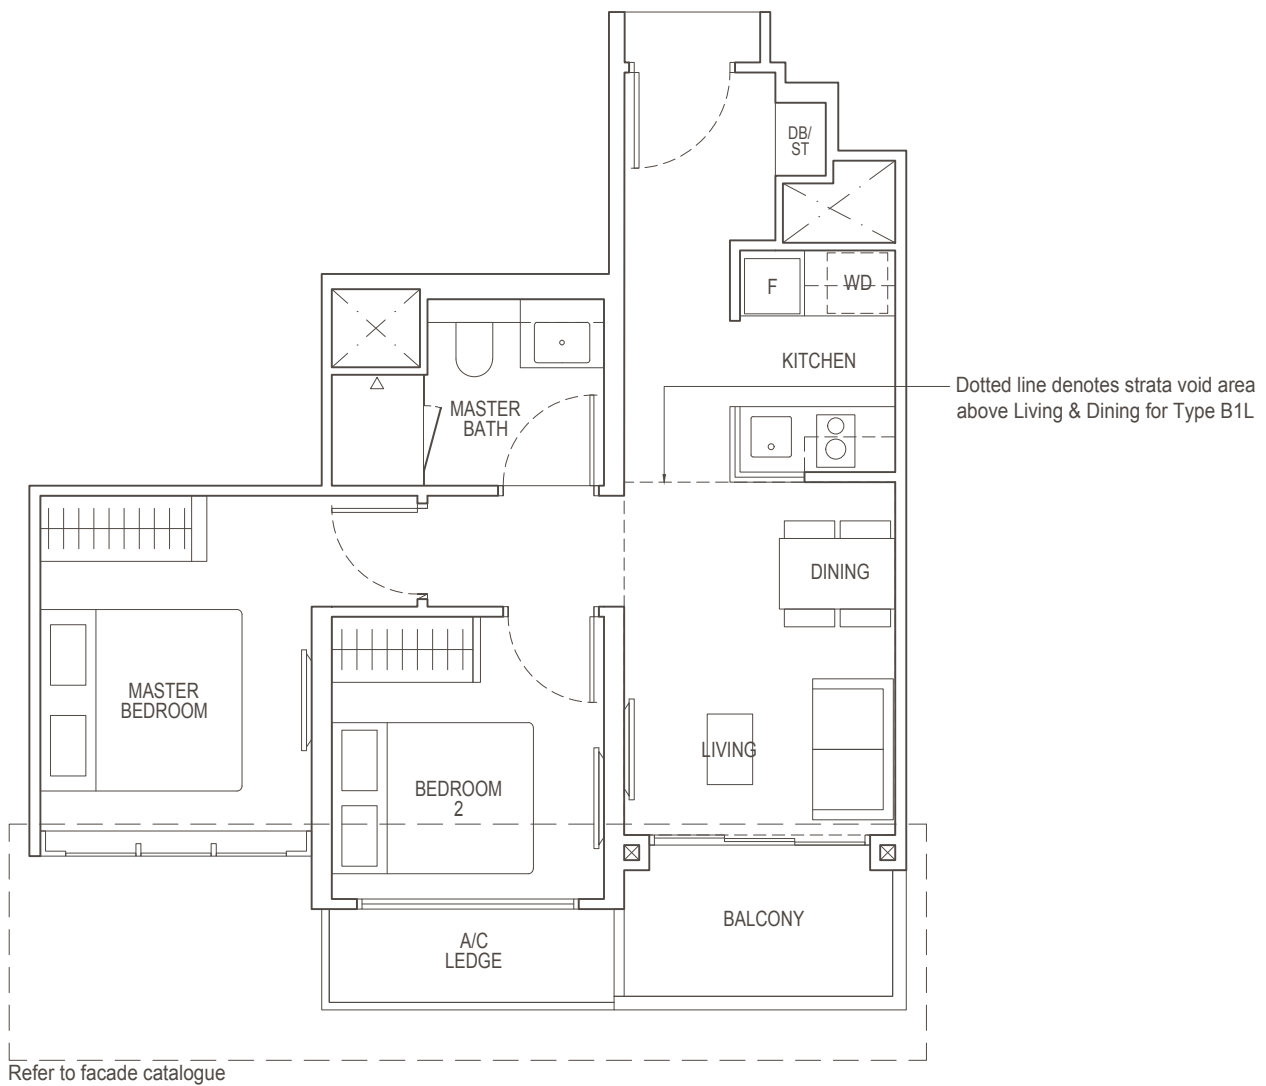 DB/
ST
F
WD
KITCHEN
Dotted line denotes strata void area
above Living & Dining for Type B1L
MASTER
BATH
DINING
MASTER
BEDROOM
LIVING
BEDROOM
2
BALCONY
A/C
LEDGE
Refer to facade catalogue